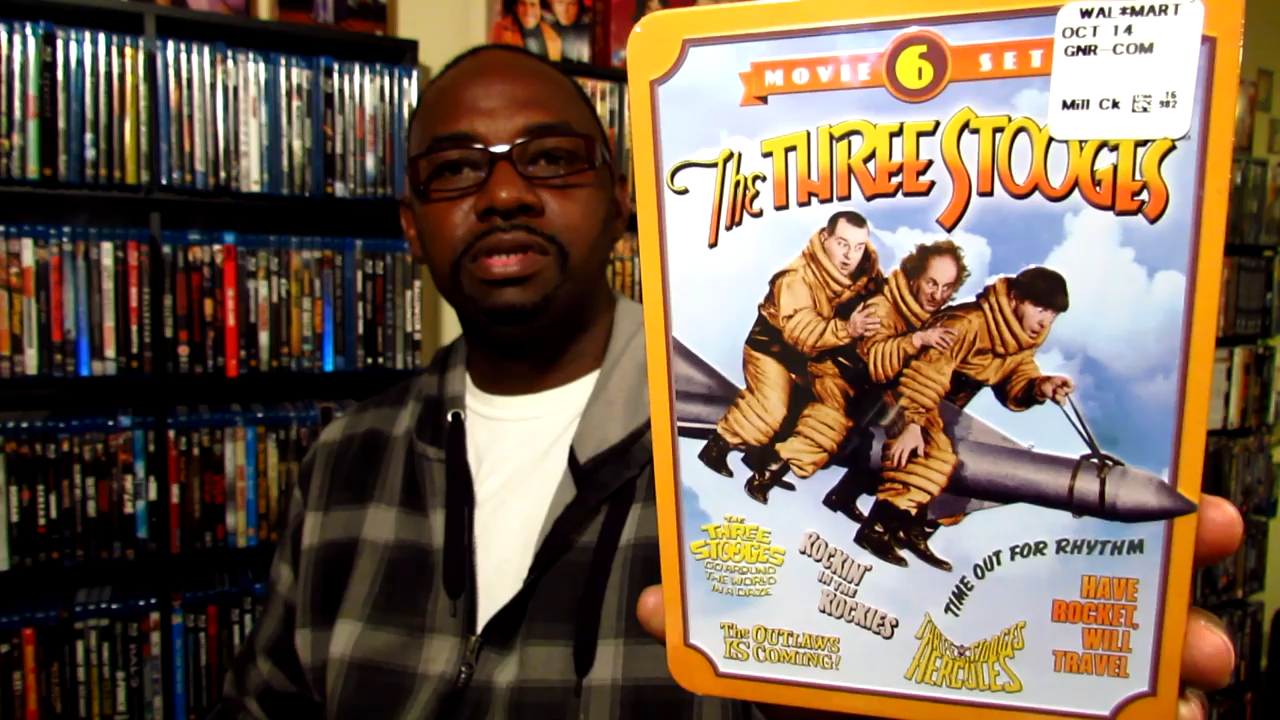 WAL*MART
OCT 14
GNR-COM
Mill Ck 16
982
MOVIE 6 SET
The THREE STOOGES
THE
THREE
STOOGES
GO AROUND
THE WORLD
IN A DAZE
ROCKIN'
IN THE
ROCKIES
TIME OUT FOR RHYTHM
HAVE
ROCKET,
WILL
TRAVEL
The OUTLAWS
IS COMING!
THREE STOOGES
HERCULES